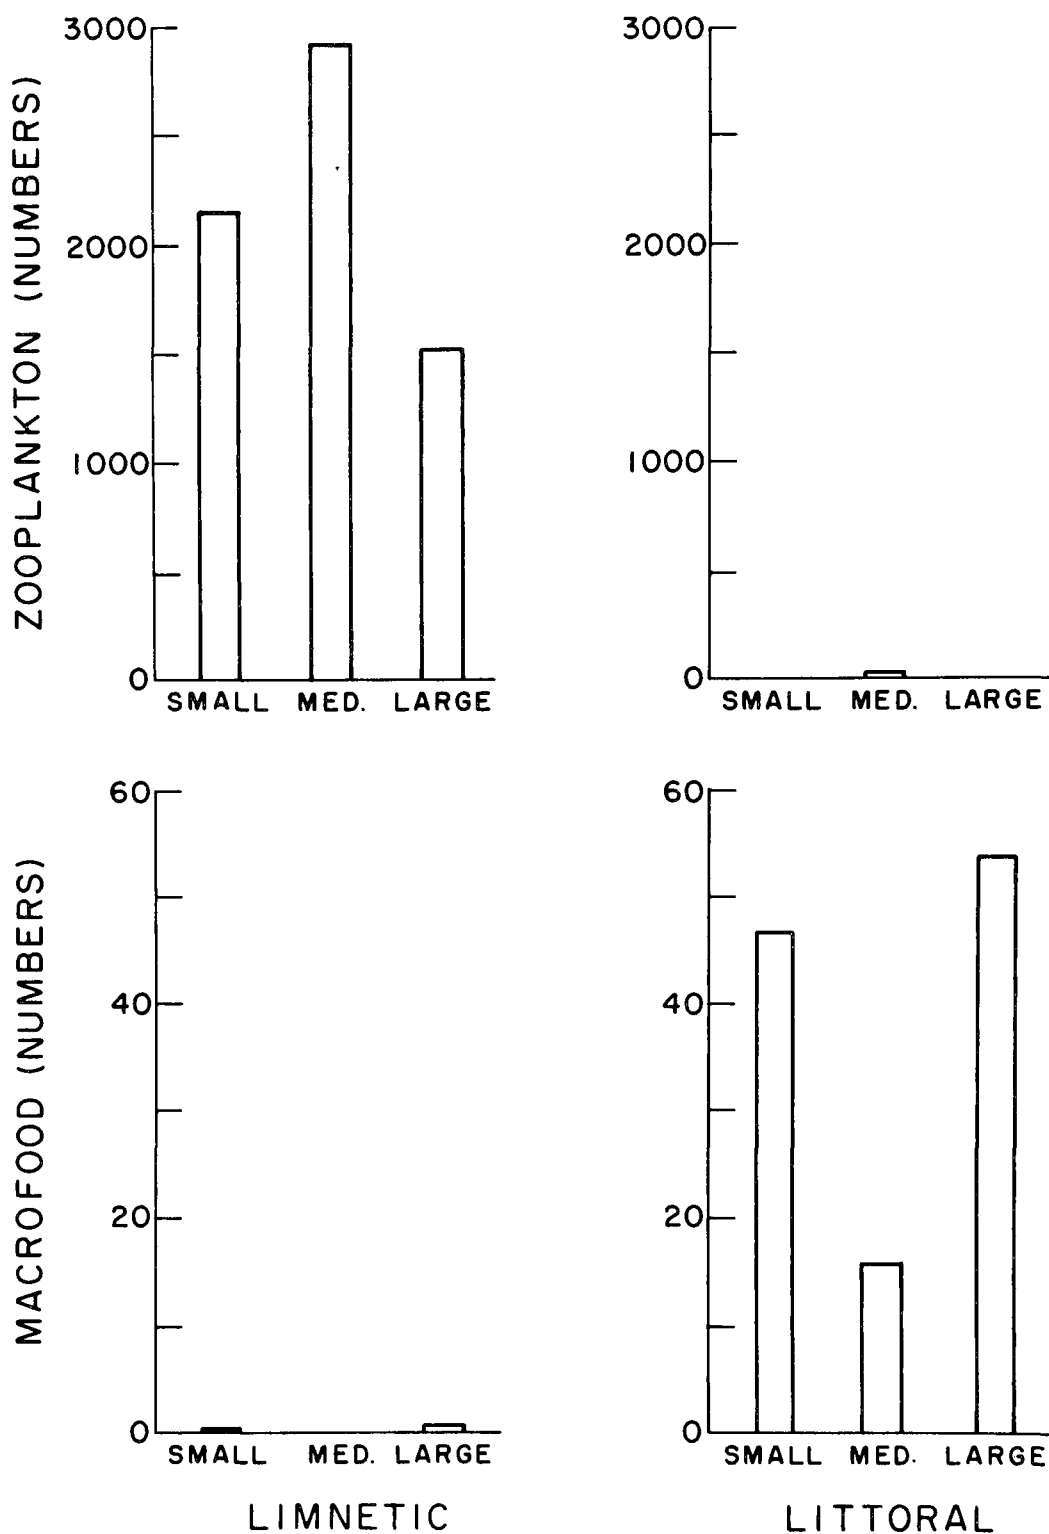 ZOOPLANKTON (NUMBERS)
3000
2000
1000
0
SMALL MED. LARGE
3000
2000
1000
0
SMALL MED. LARGE
MACROFOOD (NUMBERS)
60
40
20
0
SMALL MED. LARGE
LIMNETIC
60
40
20
0
SMALL MED. LARGE
LITTORAL